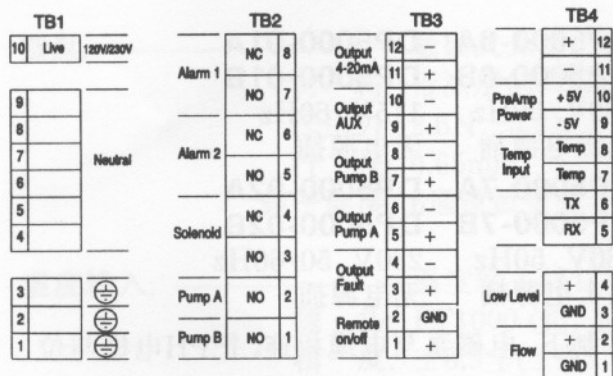 TB1
10 Live 120V/230V
9
8
7
6
5
4
Neutral
3
2
1
TB2
Alarm 1
NC 8
NO 7
Alarm 2
NC 6
NO 5
Solenoid
NC 4
NO 3
Pump A NO 2
Pump B NO 1
TB3
Output
4-20mA
12
11 +
Output
AUX
10
9 +
Output
Pump B
8
7 +
Output
Pump A
6
5 +
Output
Fault
4
3 +
Remote
on/off
2 GND
1
TB4
12
11
PreAmp
Power
+5V 10
-5V 9
Temp
Input
Temp 8
Temp 7
TX 6
RX 5
Low Level
+ 4
GND 3
Flow
+ 2
GND 1